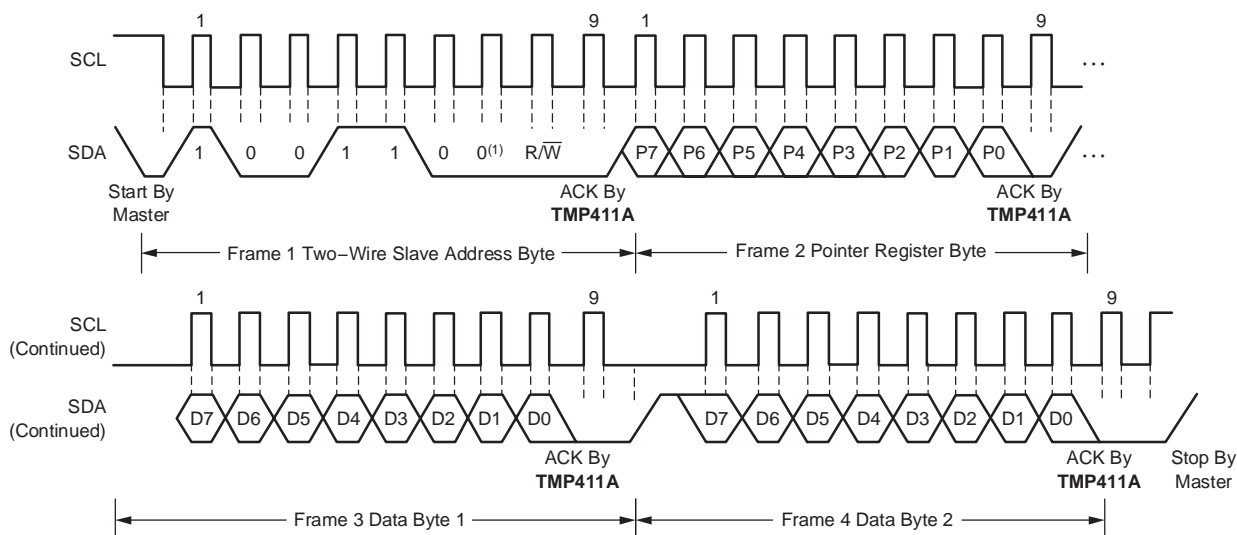 1 9 1 9
SCL ...
SDA 1 0 0 1 1 0 0(1) R/W̅ P7 P6 P5 P4 P3 P2 P1 P0 ...
Start By Master
ACK By TMP411A
ACK By TMP411A
Frame 1 Two−Wire Slave Address Byte
Frame 2 Pointer Register Byte
1 9 1 9
SCL (Continued)
SDA (Continued) D7 D6 D5 D4 D3 D2 D1 D0 D7 D6 D5 D4 D3 D2 D1 D0
ACK By TMP411A
ACK By TMP411A
Stop By Master
Frame 3 Data Byte 1
Frame 4 Data Byte 2